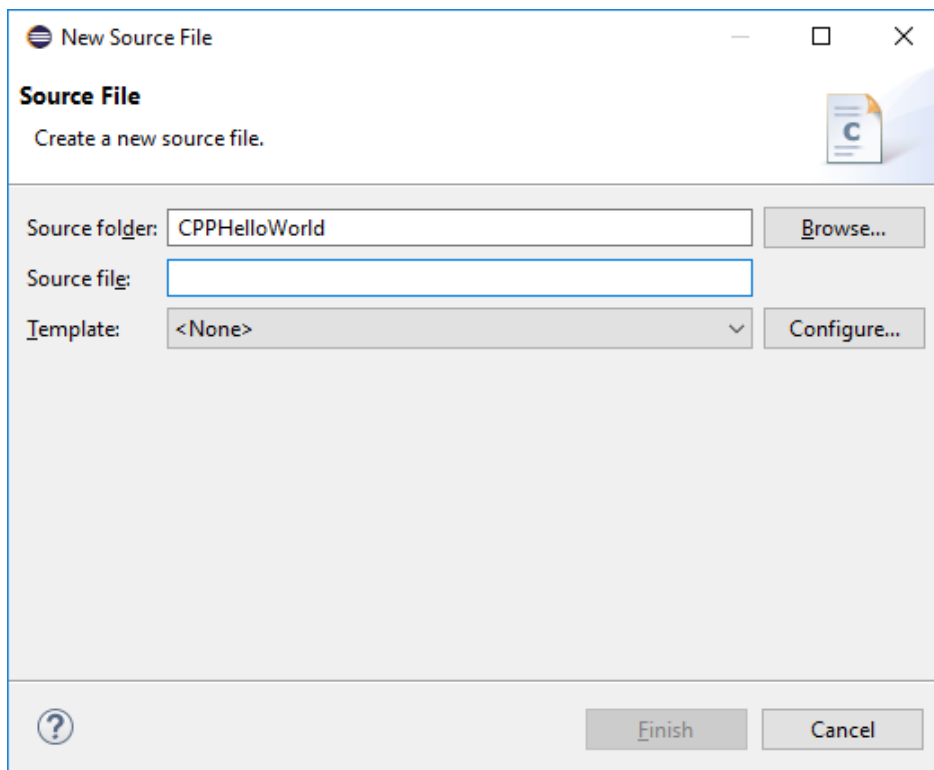 New Source File
Source File
Create a new source file.
C
Source folder: CPPHelloWorld Browse...
Source file:
Template: <None> Configure...
? Finish Cancel